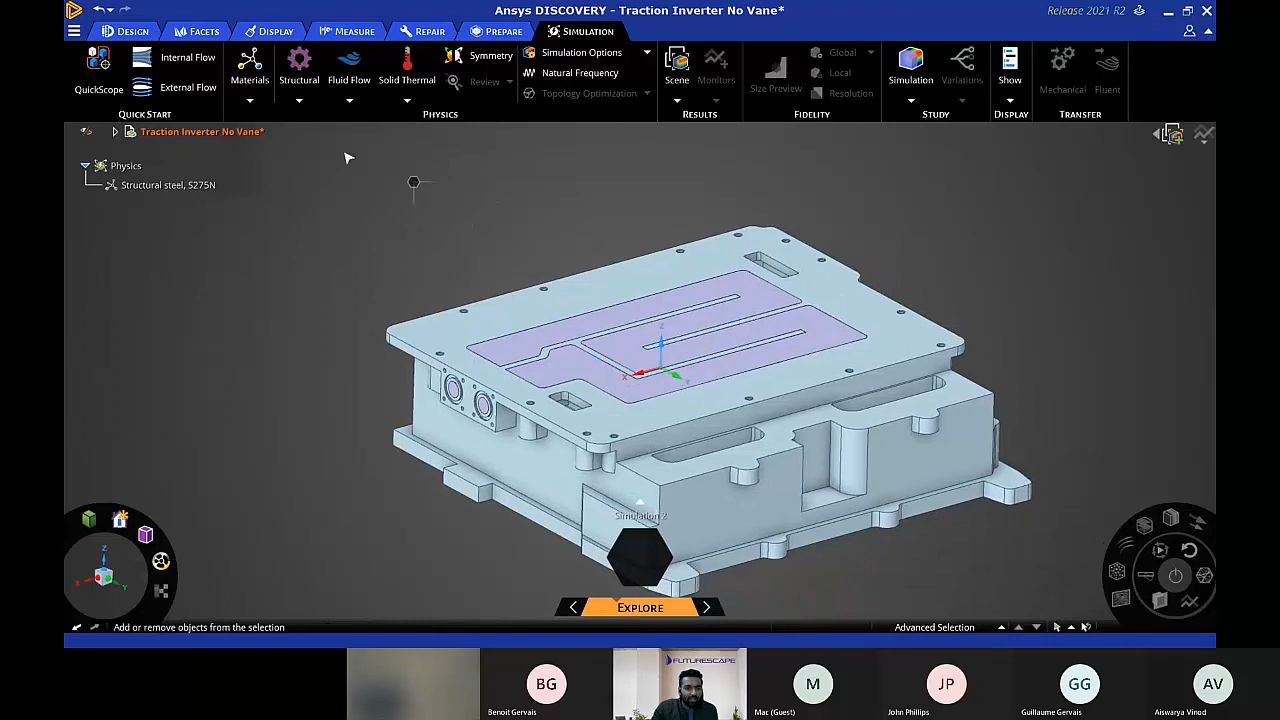 Ansys DISCOVERY - Traction Inverter No Vane*
Release 2021 R2
DESIGN
FACETS
DISPLAY
MEASURE
REPAIR
PREPARE
SIMULATION
QuickScope
Internal Flow
External Flow
Materials
Structural
Fluid Flow
Solid Thermal
Symmetry
Review
Simulation Options
Natural Frequency
Topology Optimization
Scene
Monitors
Size Preview
Global
Local
Resolution
Simulation
Variations
Show
Mechanical
Fluent
QUICK START
PHYSICS
RESULTS
FIDELITY
STUDY
DISPLAY
TRANSFER
Traction Inverter No Vane*
Physics
Structural steel, S275N
Z
X
Y
Simulation 2
Z
X
Y
EXPLORE
Add or remove objects from the selection
Advanced Selection
FUTURESCAPE
BG
M
JP
GG
AV
Benoit Gervais
Mac (Guest)
John Phillips
Guillaume Gervais
Aiswarya Vinod